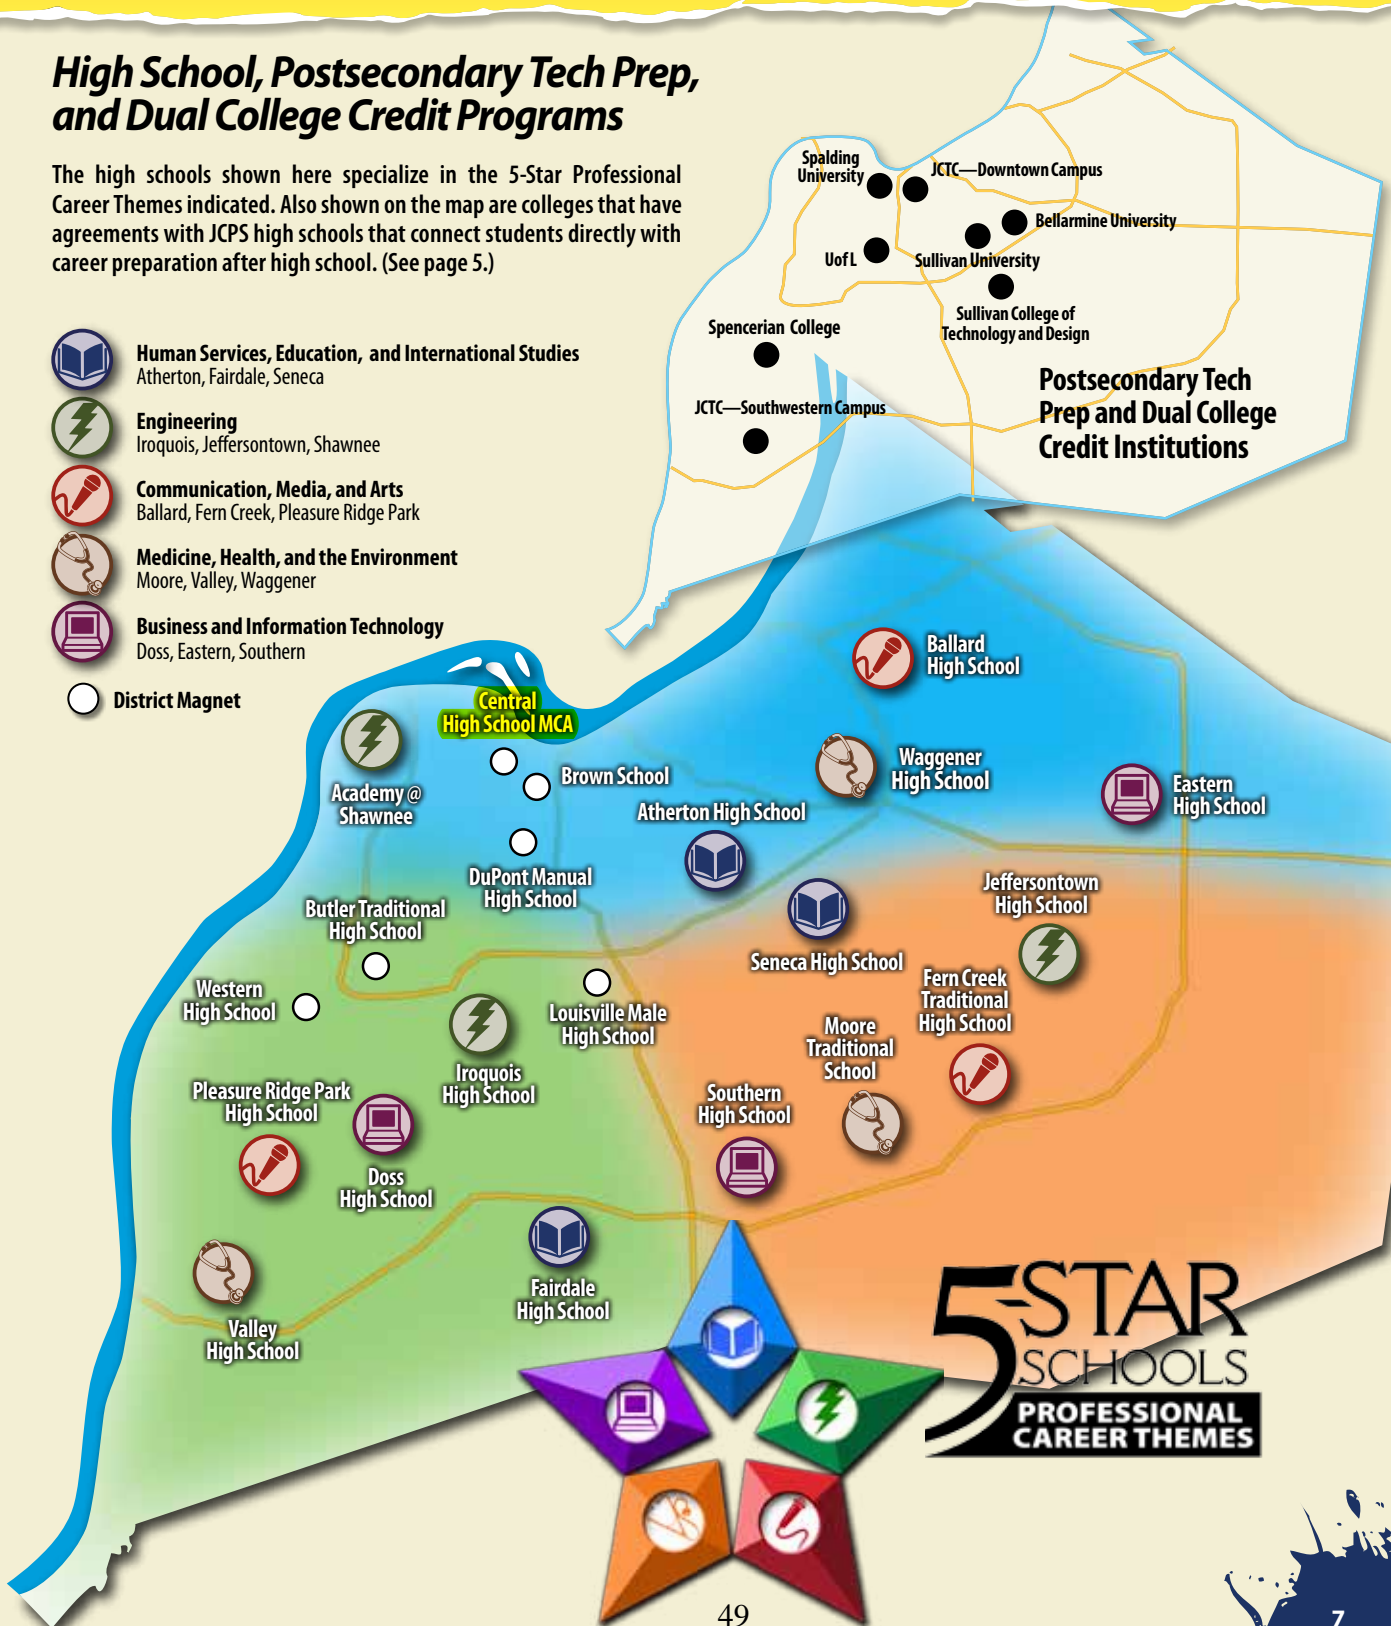 High School, Postsecondary Tech Prep,
and Dual College Credit Programs
The high schools shown here specialize in the 5-Star Professional
Career Themes indicated. Also shown on the map are colleges that have
agreements with JCPS high schools that connect students directly with
career preparation after high school. (See page 5.)
Human Services, Education, and International Studies
Atherton, Fairdale, Seneca
Engineering
Iroquois, Jeffersontown, Shawnee
Communication, Media, and Arts
Ballard, Fern Creek, Pleasure Ridge Park
Medicine, Health, and the Environment
Moore, Valley, Waggener
Business and Information Technology
Doss, Eastern, Southern
District Magnet
Spalding
University
JCTC—Downtown Campus
Bellarmine University
UofL
Sullivan University
Sullivan College of
Technology and Design
Spencerian College
JCTC—Southwestern Campus
Postsecondary Tech
Prep and Dual College
Credit Institutions
Ballard
High School
Central
High School MCA
Waggener
High School
Eastern
High School
Brown School
Academy @
Shawnee
Atherton High School
DuPont Manual
High School
Jeffersontown
High School
Butler Traditional
High School
Seneca High School
Fern Creek
Traditional
High School
Western
High School
Louisville Male
High School
Moore
Traditional
School
Iroquois
High School
Pleasure Ridge Park
High School
Southern
High School
Doss
High School
Fairdale
High School
Valley
High School
5-STAR
SCHOOLS
PROFESSIONAL
CAREER THEMES
49
7